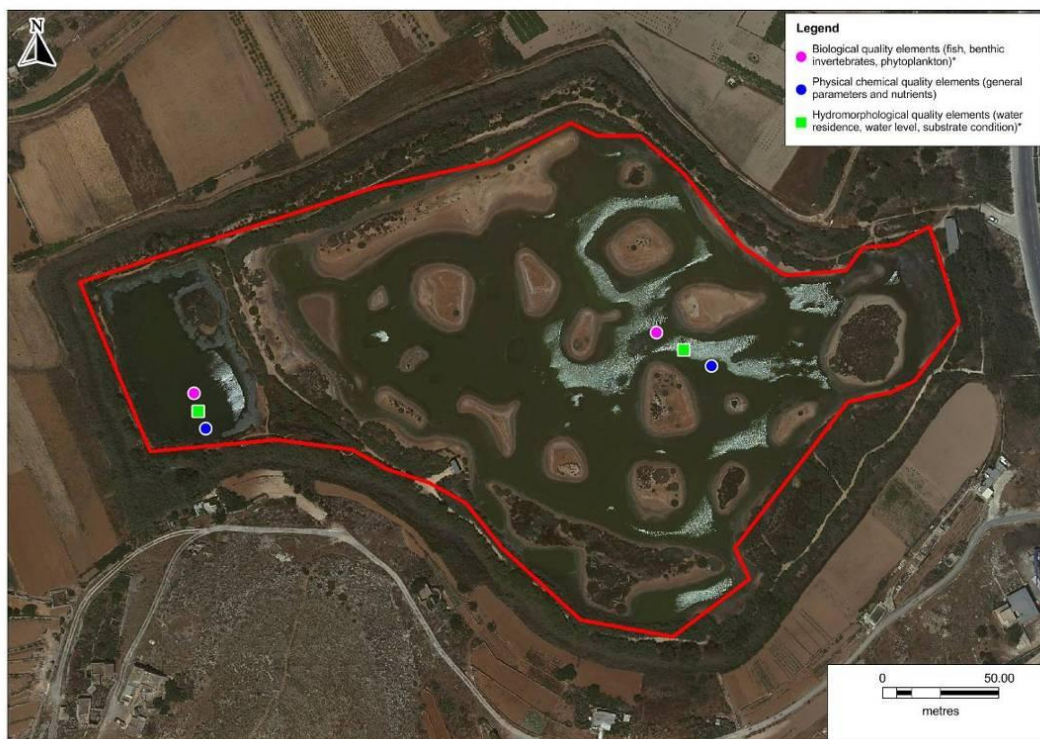 N
Legend
Biological quality elements (fish, benthic
invertebrates, phytoplankton)*
Physical chemical quality elements (general
parameters and nutrients)
Hydromorphological quality elements (water
residence, water level, substrate condition)*
0 50.00
metres